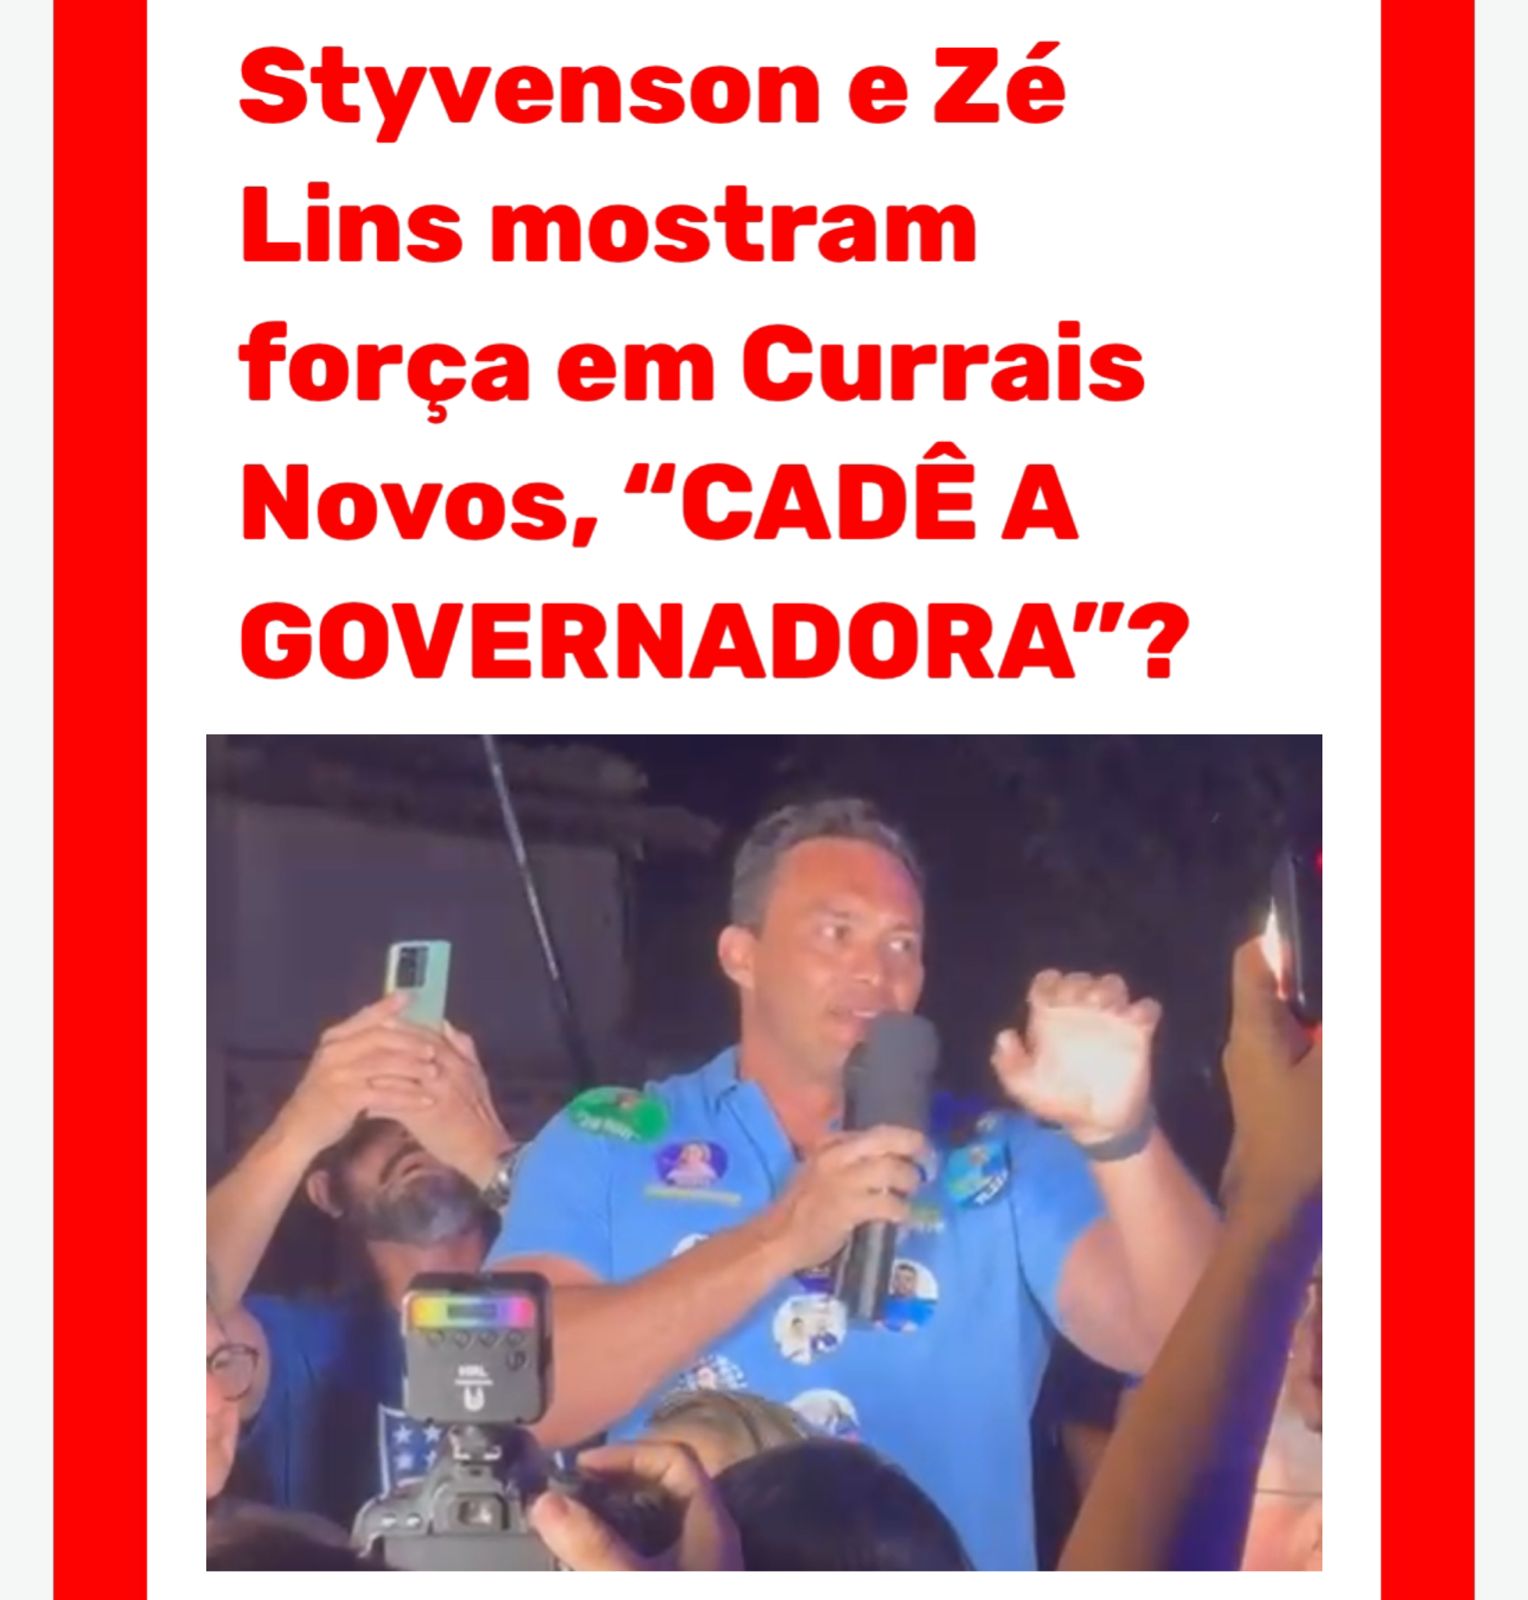 Styvenson e Zé
Lins mostram
força em Currais
Novos, “CADÊ A
GOVERNADORA”?